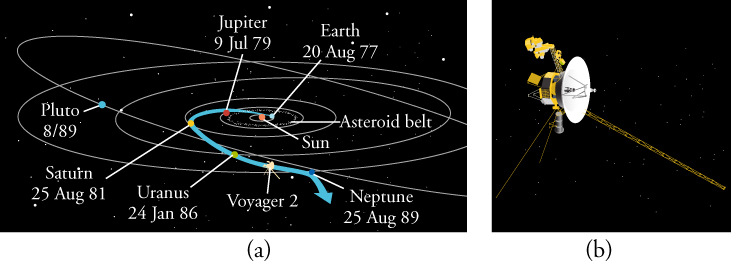 Jupiter
9 Jul 79
Earth
20 Aug 77
Pluto
8/89
Asteroid belt
Sun
Saturn
25 Aug 81
Uranus
24 Jan 86
Voyager 2
Neptune
25 Aug 89
(a)
(b)